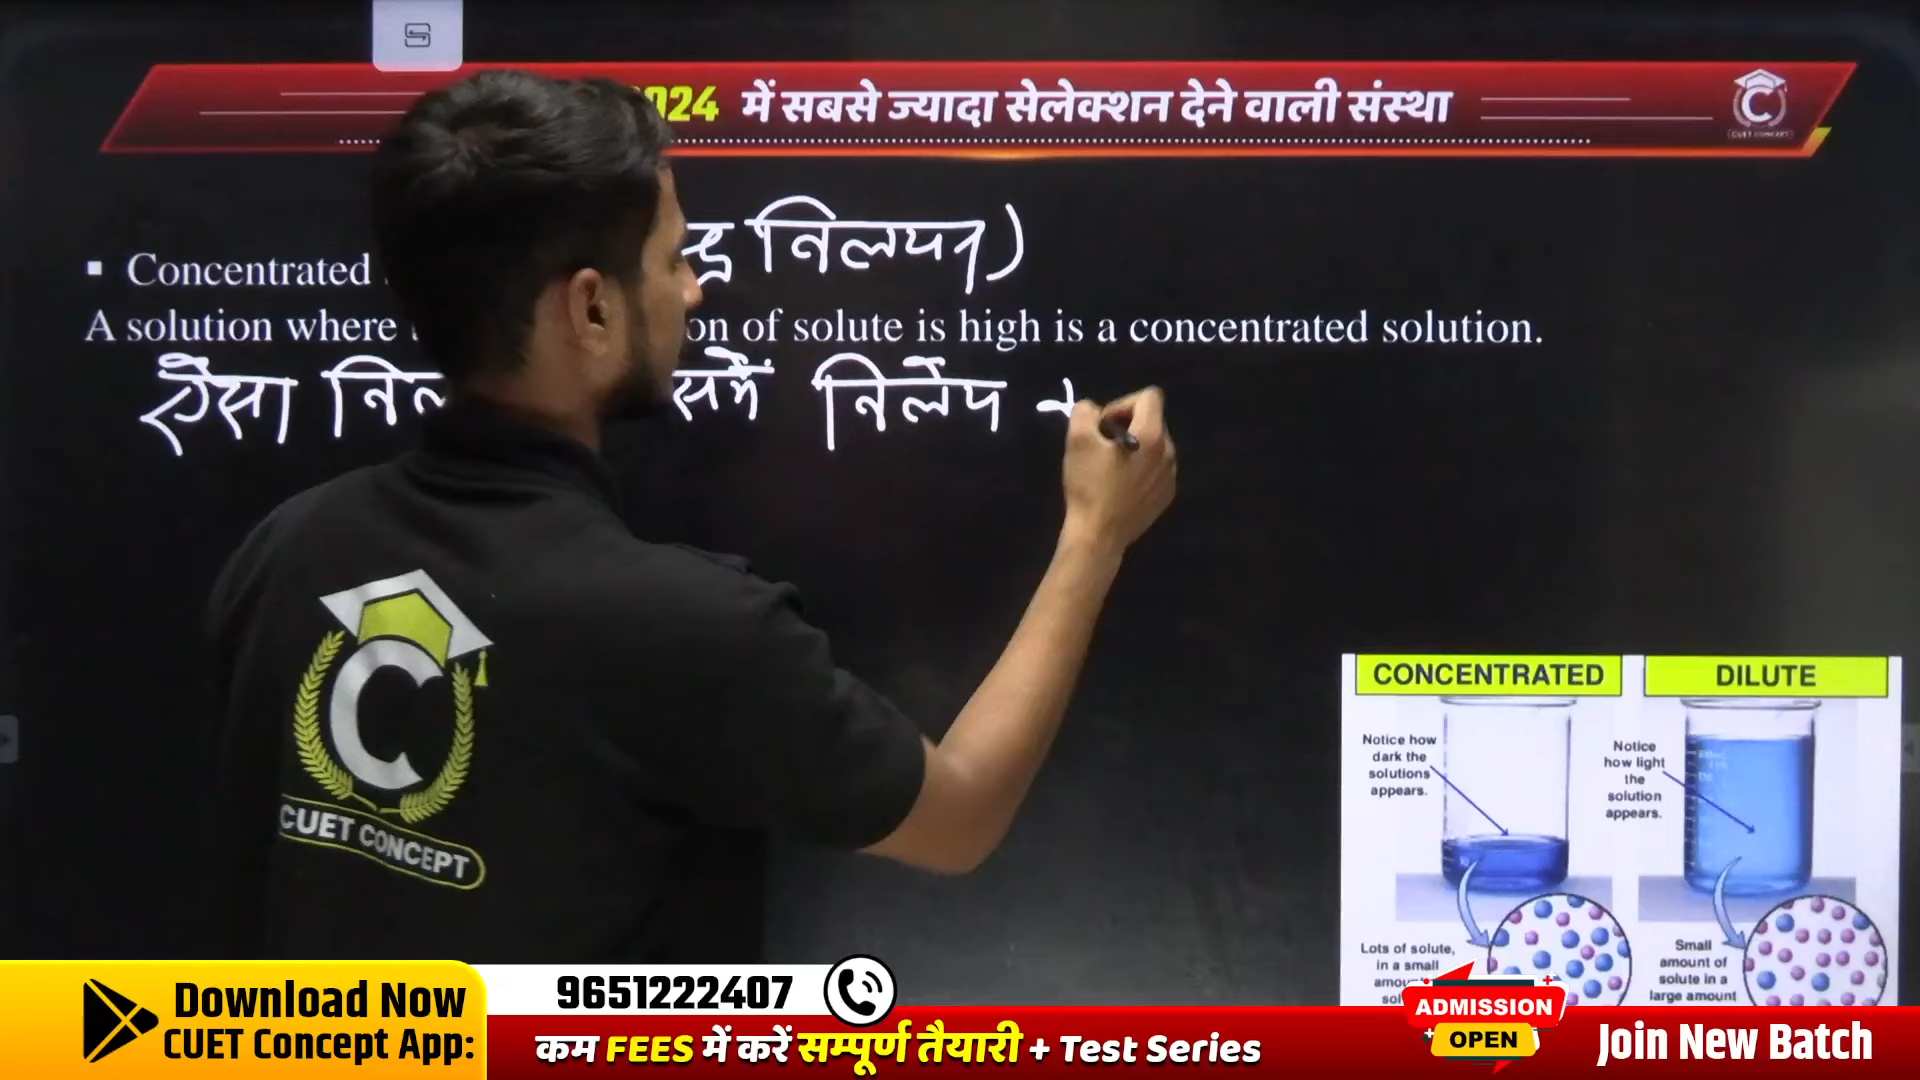 2024 में सबसे ज्यादा सेलेक्शन देने वाली संस्था
CUET CONCEPT
निलयन)
▪ Concentrated
A solution where on of solute is high is a concentrated solution.
ऐसा निल समें निलेय
CUET CONCEPT
CONCENTRATED
Notice how
dark the
solutions
appears.
Lots of solute,
in a small
DILUTE
Notice
how light
the
solution
appears.
Small
amount of
solute in a
large amount
Download Now
CUET Concept App:
9651222407
कम FEES में करें सम्पूर्ण तैयारी + Test Series
ADMISSION
OPEN
Join New Batch